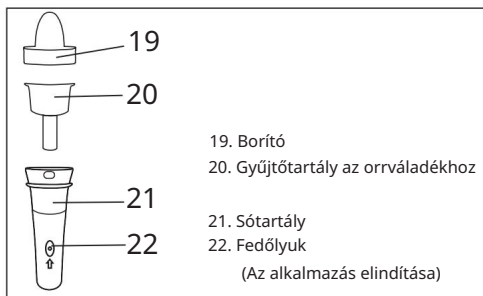 19
20
21
22
19. Borító
20. Gyűjtőtartály az orrváladékhoz
21. Sótartály
22. Fedőlyuk
(Az alkalmazás elindítása)